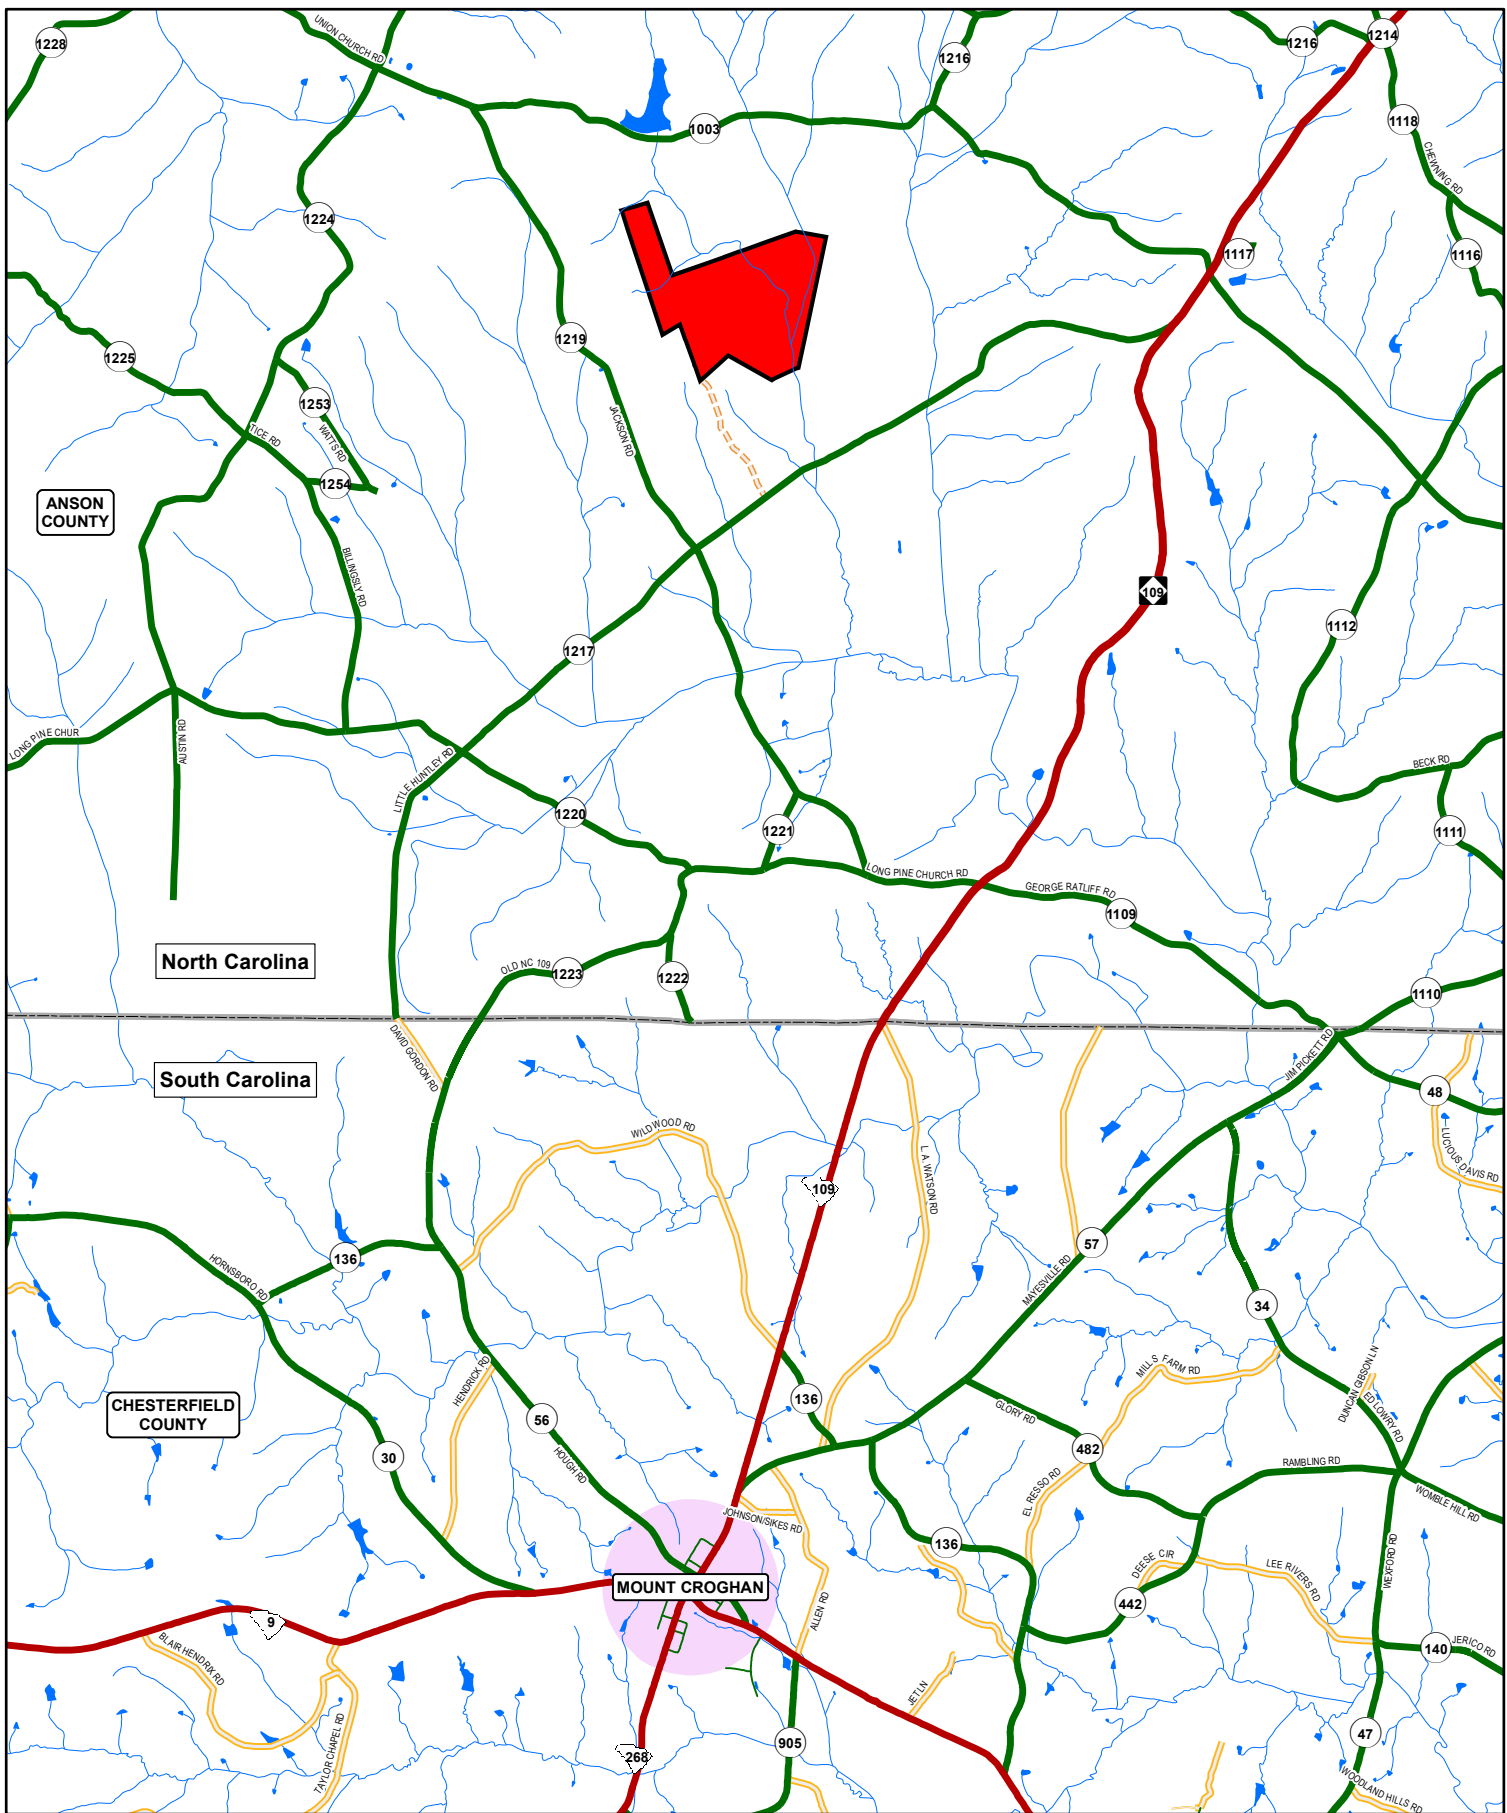 1228
UNION CHURCH RD
1216
1216
1214
1003
1118
CHEWNING RD
1224
1117
1116
1225
1219
1253
WATTS RD
TICE RD
JACKSON RD
1254
ANSON
COUNTY
BILLINGSLY RD
109
1112
1217
LONG PINE CHUR
AUSTIN RD
LITTLE HUNTLEY RD
BECK RD
1220
1221
1111
LONG PINE CHURCH RD
GEORGE RATLIFF RD
1109
North Carolina
OLD NC 109
1223
1222
1110
DAVID GORDON RD
JIM PICKETT RD
South Carolina
48
WILDWOOD RD
L A WATSON RD
LUCIOUS DAVIS RD
109
HORNSBORO RD
136
57
MAYESVILLE RD
34
HENDRICK RD
MILLS FARM RD
DUNCAN GIBSON LN
ED LOWRY RD
CHESTERFIELD
COUNTY
136
GLORY RD
56
30
HOUGH RD
482
EL RESSO RD
RAMBLING RD
WOMBLE HILL RD
JOHNSON/SIKES RD
136
DEESE CIR
LEE RIVERS RD
WEXFORD RD
MOUNT CROGHAN
442
ALLEN RD
9
BLAIR HENDRIX RD
140
JERICO RD
JET LN
TAYLOR CHAPEL RD
268
905
47
WOODLAND HILLS RD